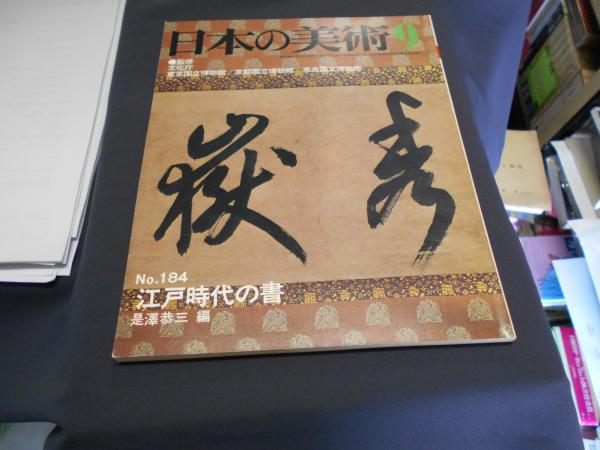 日本の美術 9
●監修
文化庁
東京国立博物館 京都国立博物館 奈良国立博物館
秀嶽
No.184
江戸時代の書
是澤恭三 編